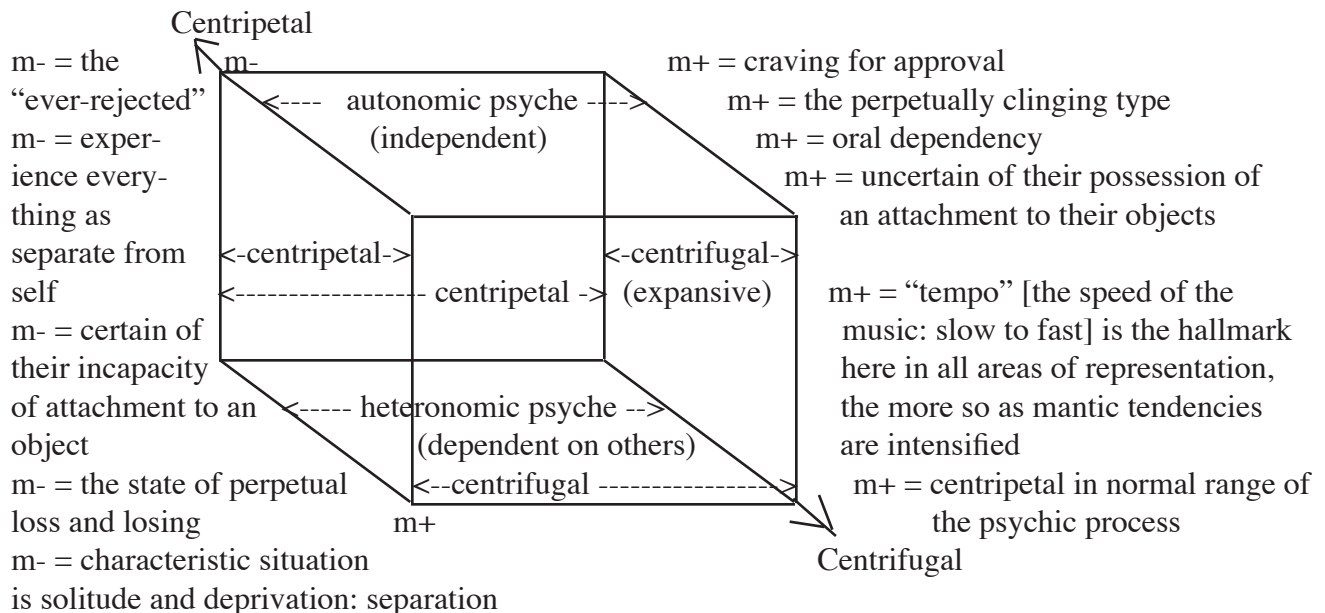 Centripetal
m- = the
“ever-rejected”
m- = exper-
ience every-
thing as
separate from
self
m- = certain of
their incapacity
of attachment to an
object
m- = the state of perpetual
loss and losing
m- = characteristic situation
is solitude and deprivation: separation
m-
<---- autonomic psyche ---->
(independent)
<-centripetal->
<-centrifugal->
<------------------ centripetal ->
(expansive)
<----- heteronomic psyche -->
(dependent on others)
<--centrifugal --------------->
m+
Centrifugal
m+ = craving for approval
m+ = the perpetually clinging type
m+ = oral dependency
m+ = uncertain of their possession of
an attachment to their objects
m+ = “tempo” [the speed of the
music: slow to fast] is the hallmark
here in all areas of representation,
the more so as mantic tendencies
are intensified
m+ = centripetal in normal range of
the psychic process